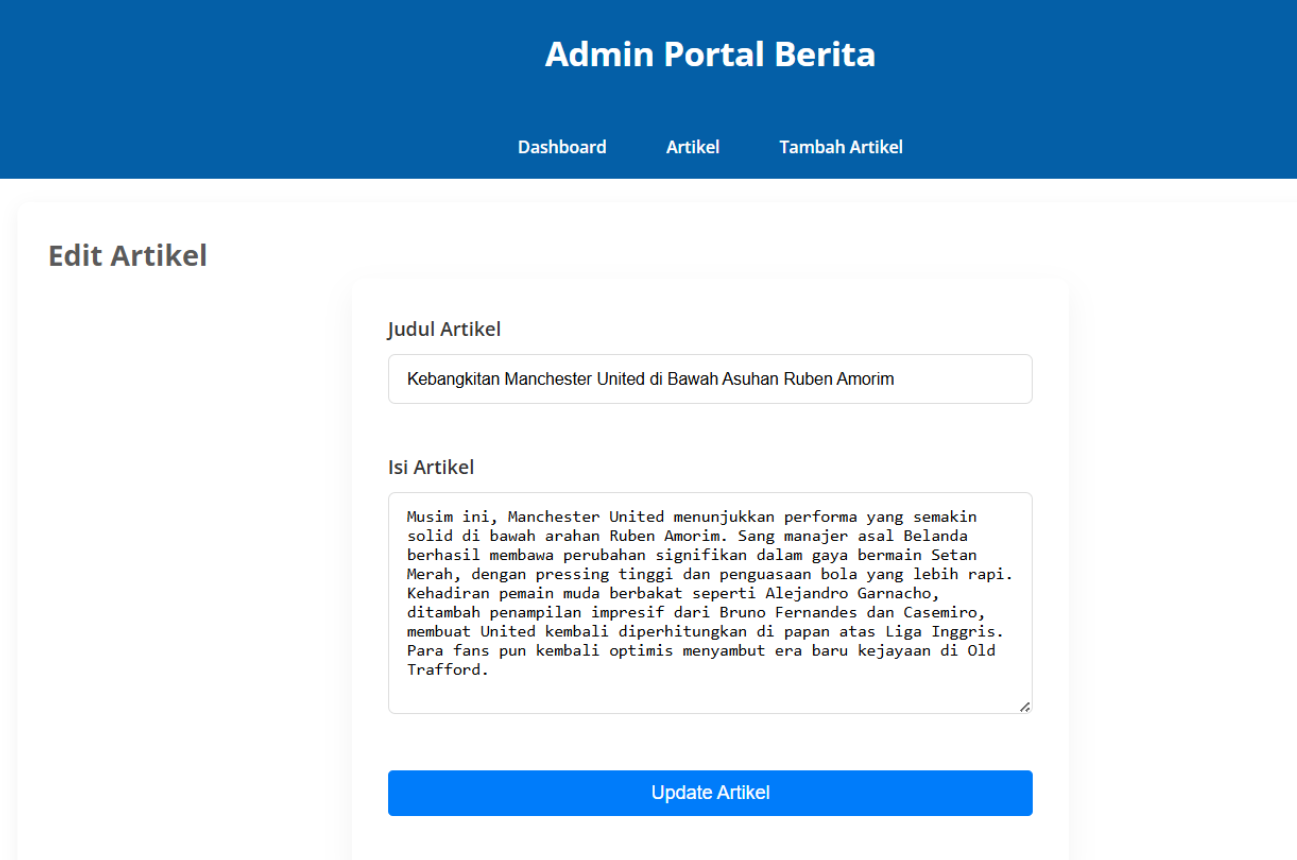 Admin Portal Berita
Dashboard Artikel Tambah Artikel
Edit Artikel
Judul Artikel
Kebangkitan Manchester United di Bawah Asuhan Ruben Amorim
Isi Artikel
Musim ini, Manchester United menunjukkan performa yang semakin
solid di bawah arahan Ruben Amorim. Sang manajer asal Belanda
berhasil membawa perubahan signifikan dalam gaya bermain Setan
Merah, dengan pressing tinggi dan penguasaan bola yang lebih rapi.
Kehadiran pemain muda berbakat seperti Alejandro Garnacho,
ditambah penampilan impresif dari Bruno Fernandes dan Casemiro,
membuat United kembali diperhitungkan di papan atas Liga Inggris.
Para fans pun kembali optimis menyambut era baru kejayaan di Old
Trafford.
Update Artikel